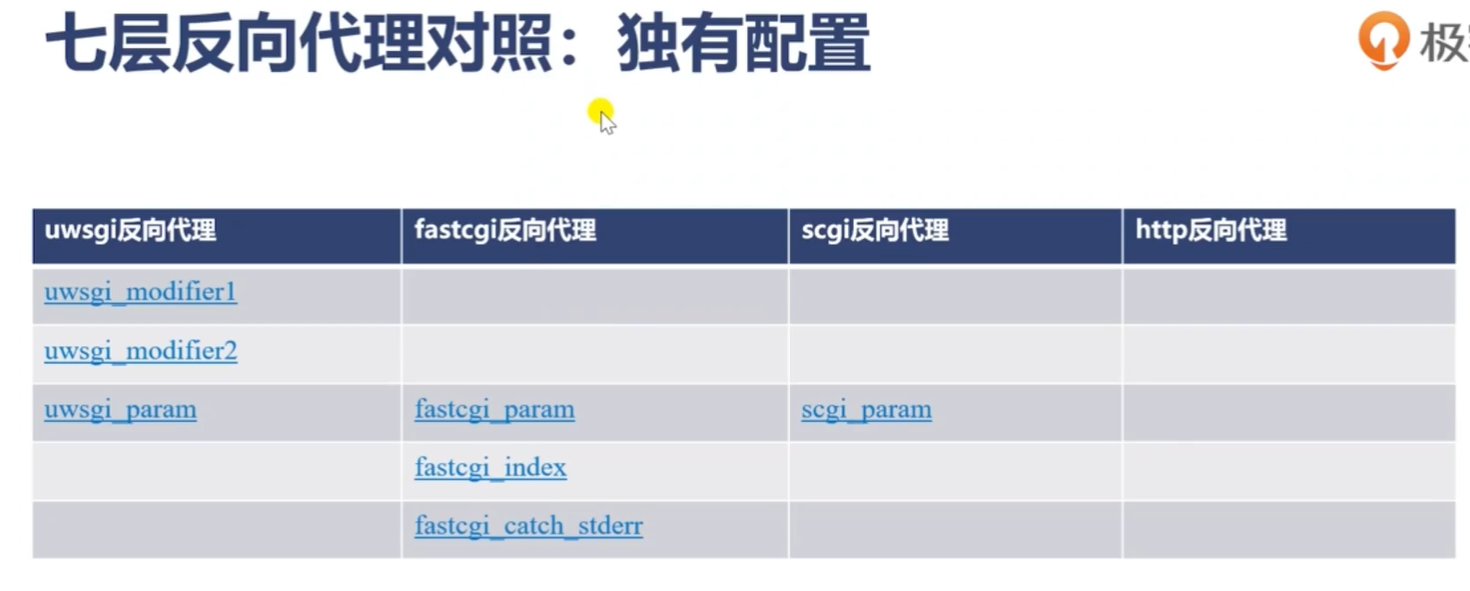 七层反向代理对照：独有配置
极
uwsgi反向代理 fastcgi反向代理 scgi反向代理 http反向代理
uwsgi_modifier1
uwsgi_modifier2
uwsgi_param fastcgi_param scgi_param
fastcgi_index
fastcgi_catch_stderr